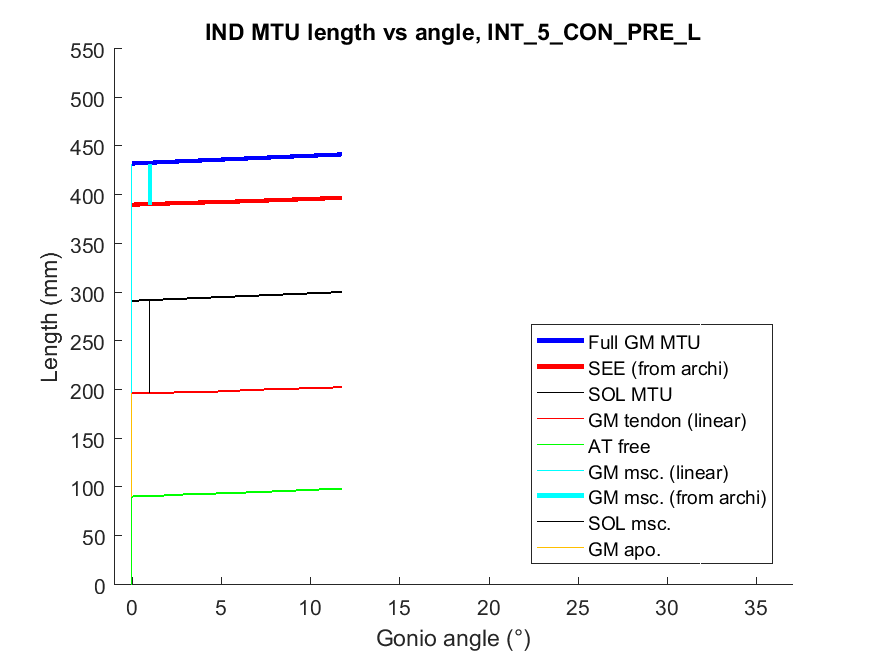 IND MTU length vs angle, INT_5_CON_PRE_L
550
500
450
400
350
300
250
200
150
100
50
0
Length (mm)
0 5 10 15 20 25 30 35
Gonio angle (°)
Full GM MTU
SEE (from archi)
SOL MTU
GM tendon (linear)
AT free
GM msc. (linear)
GM msc. (from archi)
SOL msc.
GM apo.